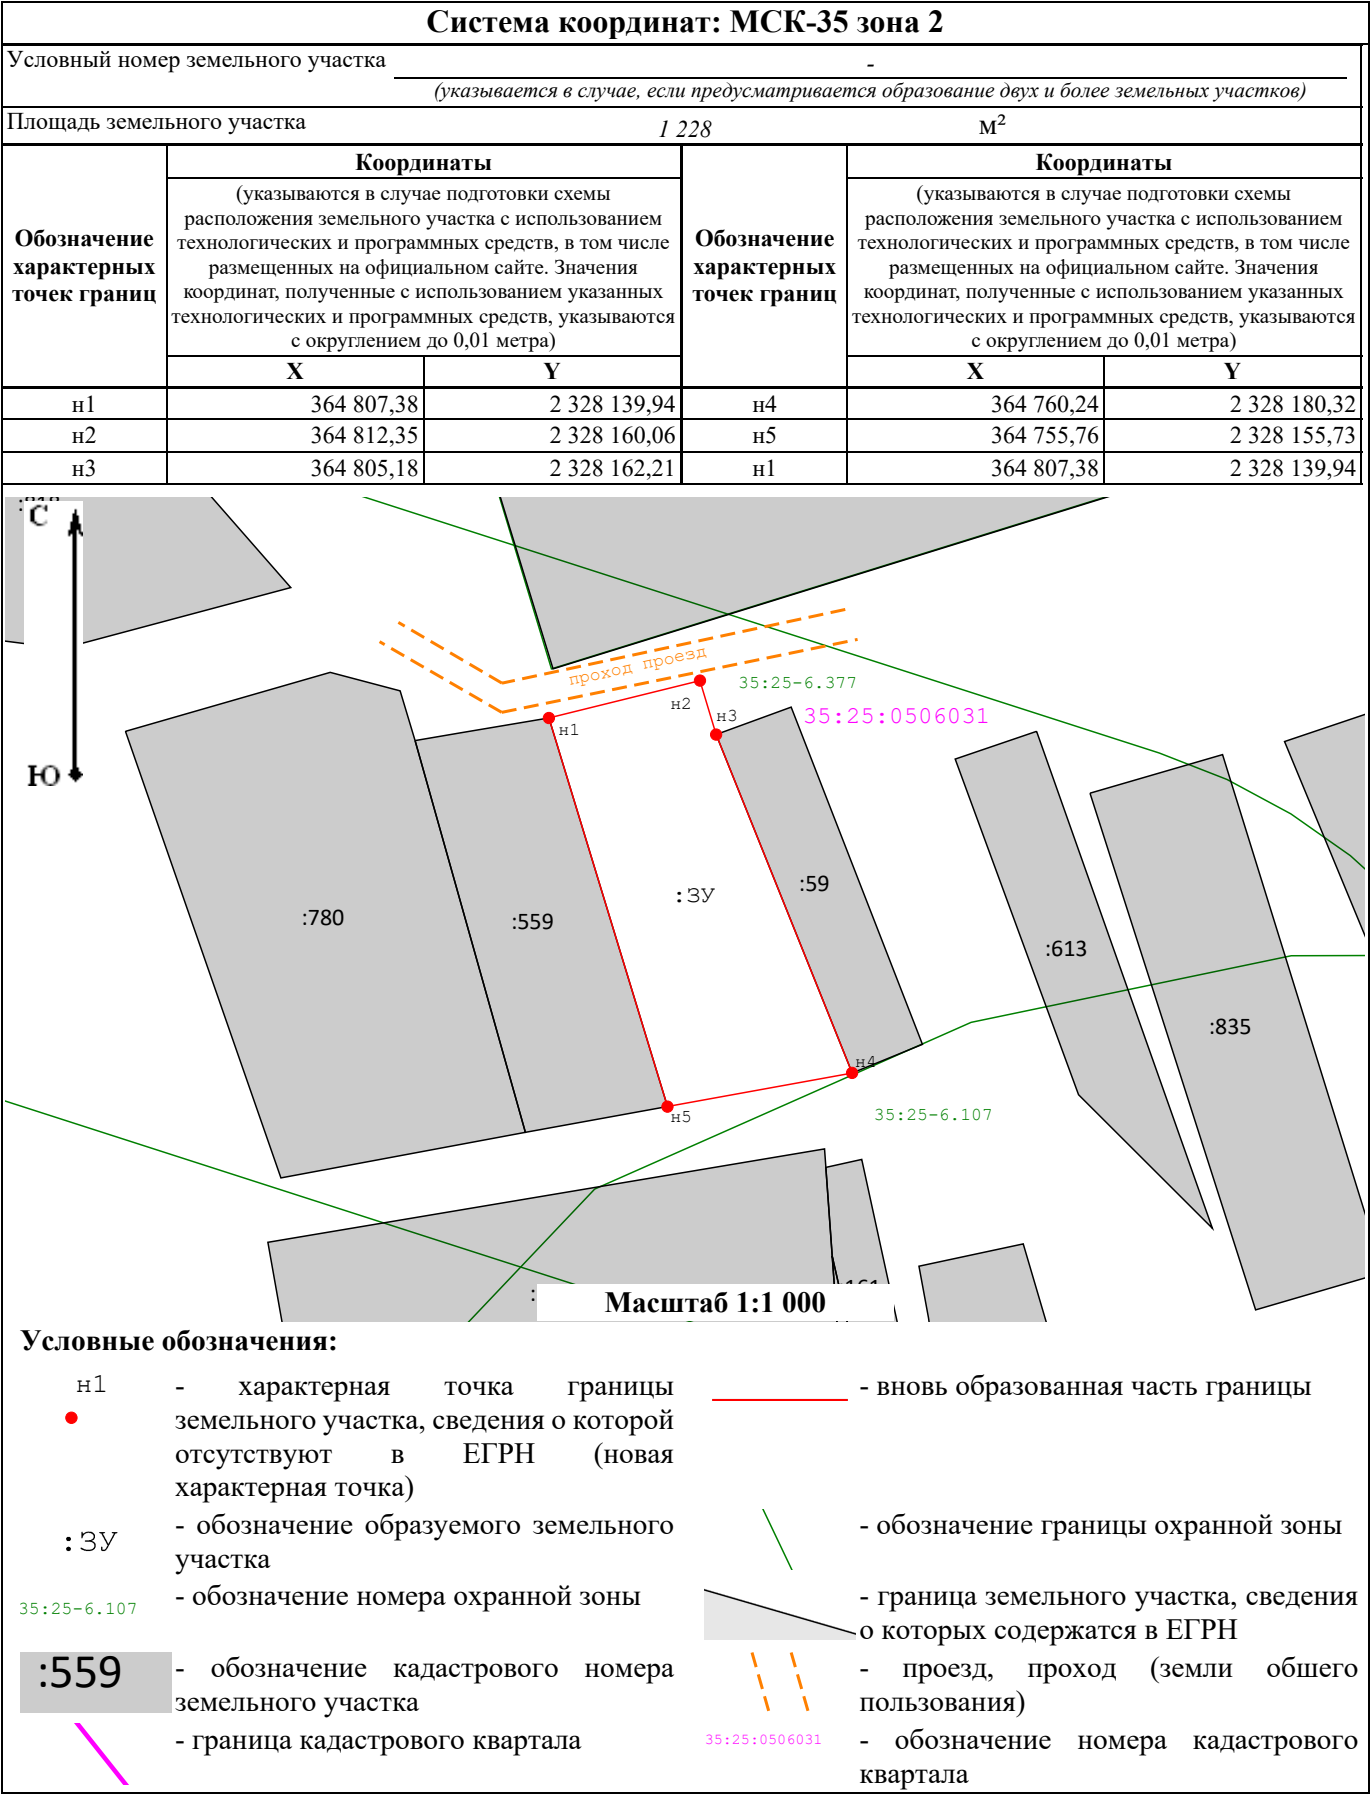 Система координат: МСК-35 зона 2
Условный номер земельного участка -
(указывается в случае, если предусматривается образование двух и более земельных участков)
Площадь земельного участка 1 228 м²
Обозначение характерных точек границ
Координаты
(указываются в случае подготовки схемы
расположения земельного участка с использованием
технологических и программных средств, в том числе
размещенных на официальном сайте. Значения
координат, полученные с использованием указанных
технологических и программных средств, указываются
с округлением до 0,01 метра)
X Y
Обозначение характерных точек границ
Координаты
(указываются в случае подготовки схемы
расположения земельного участка с использованием
технологических и программных средств, в том числе
размещенных на официальном сайте. Значения
координат, полученные с использованием указанных
технологических и программных средств, указываются
с округлением до 0,01 метра)
X Y
н1 364 807,38 2 328 139,94 н4 364 760,24 2 328 180,32
н2 364 812,35 2 328 160,06 н5 364 755,76 2 328 155,73
н3 364 805,18 2 328 162,21 н1 364 807,38 2 328 139,94
С
Ю
проход проезд
35:25-6.377
н2
н3
35:25:0506031
н1
:ЗУ
:59
:780
:559
:613
:835
н4
н5
35:25-6.107
Масштаб 1:1 000
Условные обозначения:
н1
- характерная точка границы
земельного участка, сведения о которой
отсутствуют в ЕГРН (новая
характерная точка)
- вновь образованная часть границы
:ЗУ
- обозначение образуемого земельного
участка
- обозначение границы охранной зоны
35:25-6.107
- обозначение номера охранной зоны
- граница земельного участка, сведения
о которых содержатся в ЕГРН
:559
- обозначение кадастрового номера
земельного участка
- проезд, проход (земли обшего
пользования)
- граница кадастрового квартала
35:25:0506031
- обозначение номера кадастрового
квартала